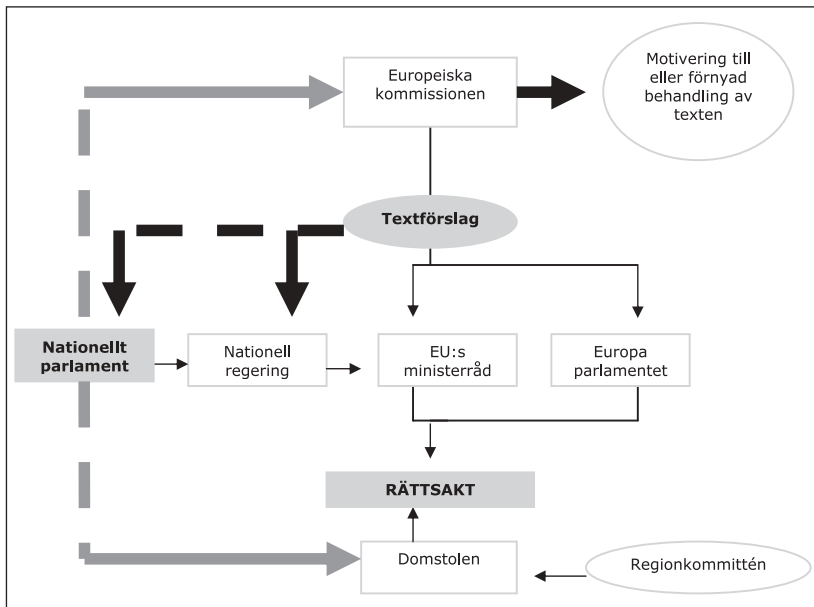 Europeiska
kommissionen
Motivering till
eller förnyad
behandling av
texten
Textförslag
Nationellt
parlament
Nationell
regering
EU:s
ministerråd
Europa
parlamentet
RÄTTSAKT
Domstolen
Regionkommittén